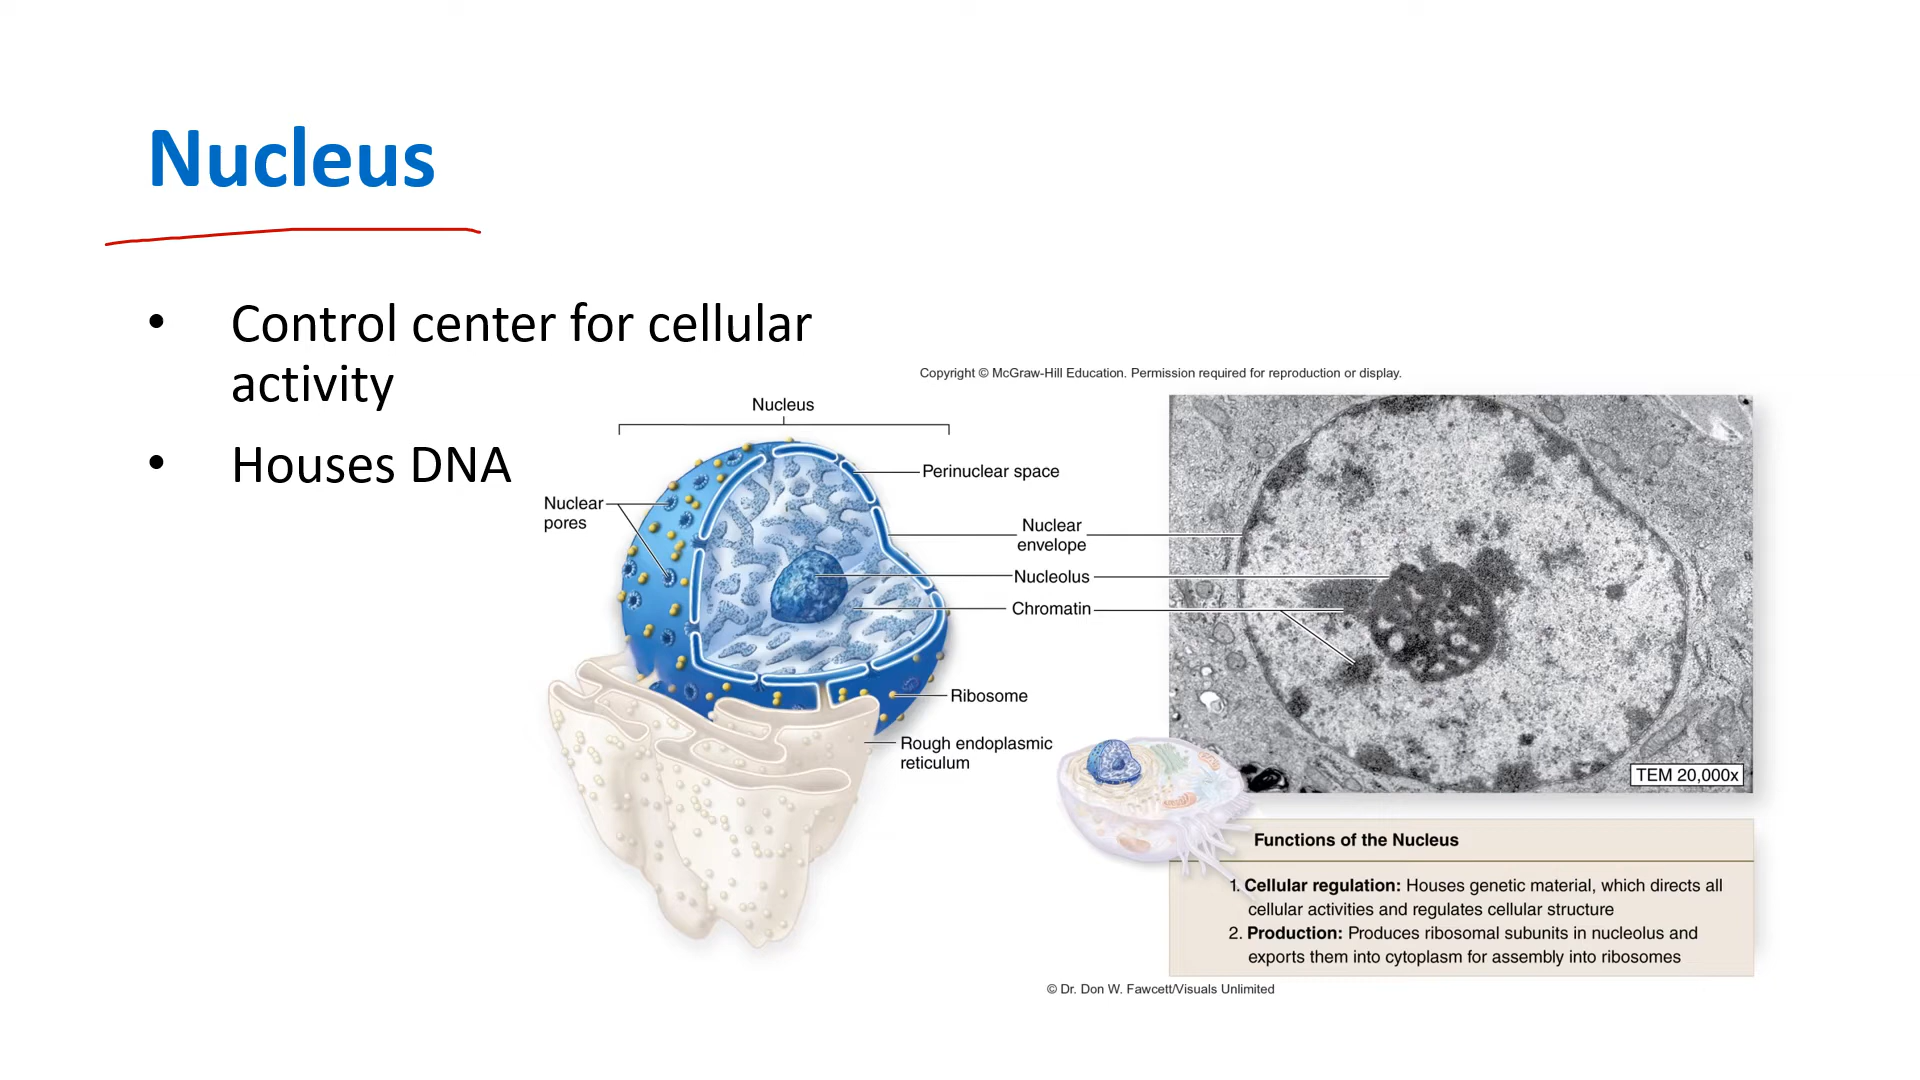 Nucleus
• Control center for cellular
activity
• Houses DNA
Copyright © McGraw-Hill Education. Permission required for reproduction or display.
Nucleus
Perinuclear space
Nuclear
pores
Nuclear
envelope
Nucleolus
Chromatin
Ribosome
Rough endoplasmic
reticulum
TEM 20,000x
Functions of the Nucleus
1. Cellular regulation: Houses genetic material, which directs all
cellular activities and regulates cellular structure
2. Production: Produces ribosomal subunits in nucleolus and
exports them into cytoplasm for assembly into ribosomes
© Dr. Don W. Fawcett/Visuals Unlimited